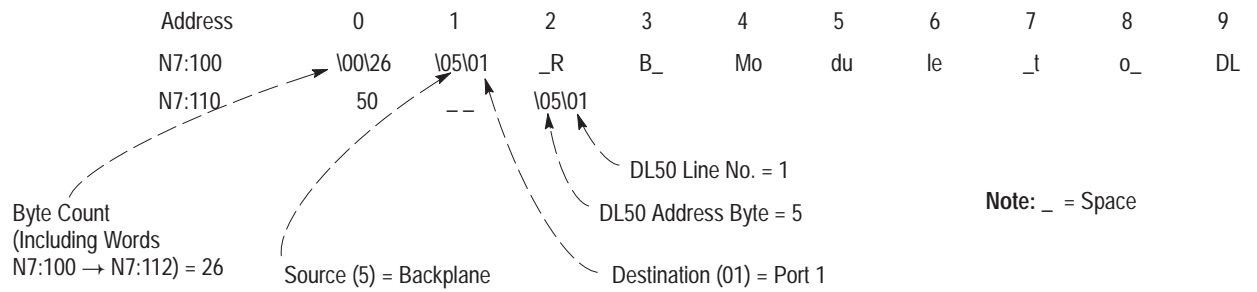 Address 0 1 2 3 4 5 6 7 8 9
N7:100 \00\26 \05\01 _R B_ Mo du le _t o_ DL
N7:110 50 _ _ \05\01
DL50 Line No. = 1
DL50 Address Byte = 5
Note: _ = Space
Byte Count
(Including Words
N7:100 → N7:112) = 26
Source (5) = Backplane
Destination (01) = Port 1